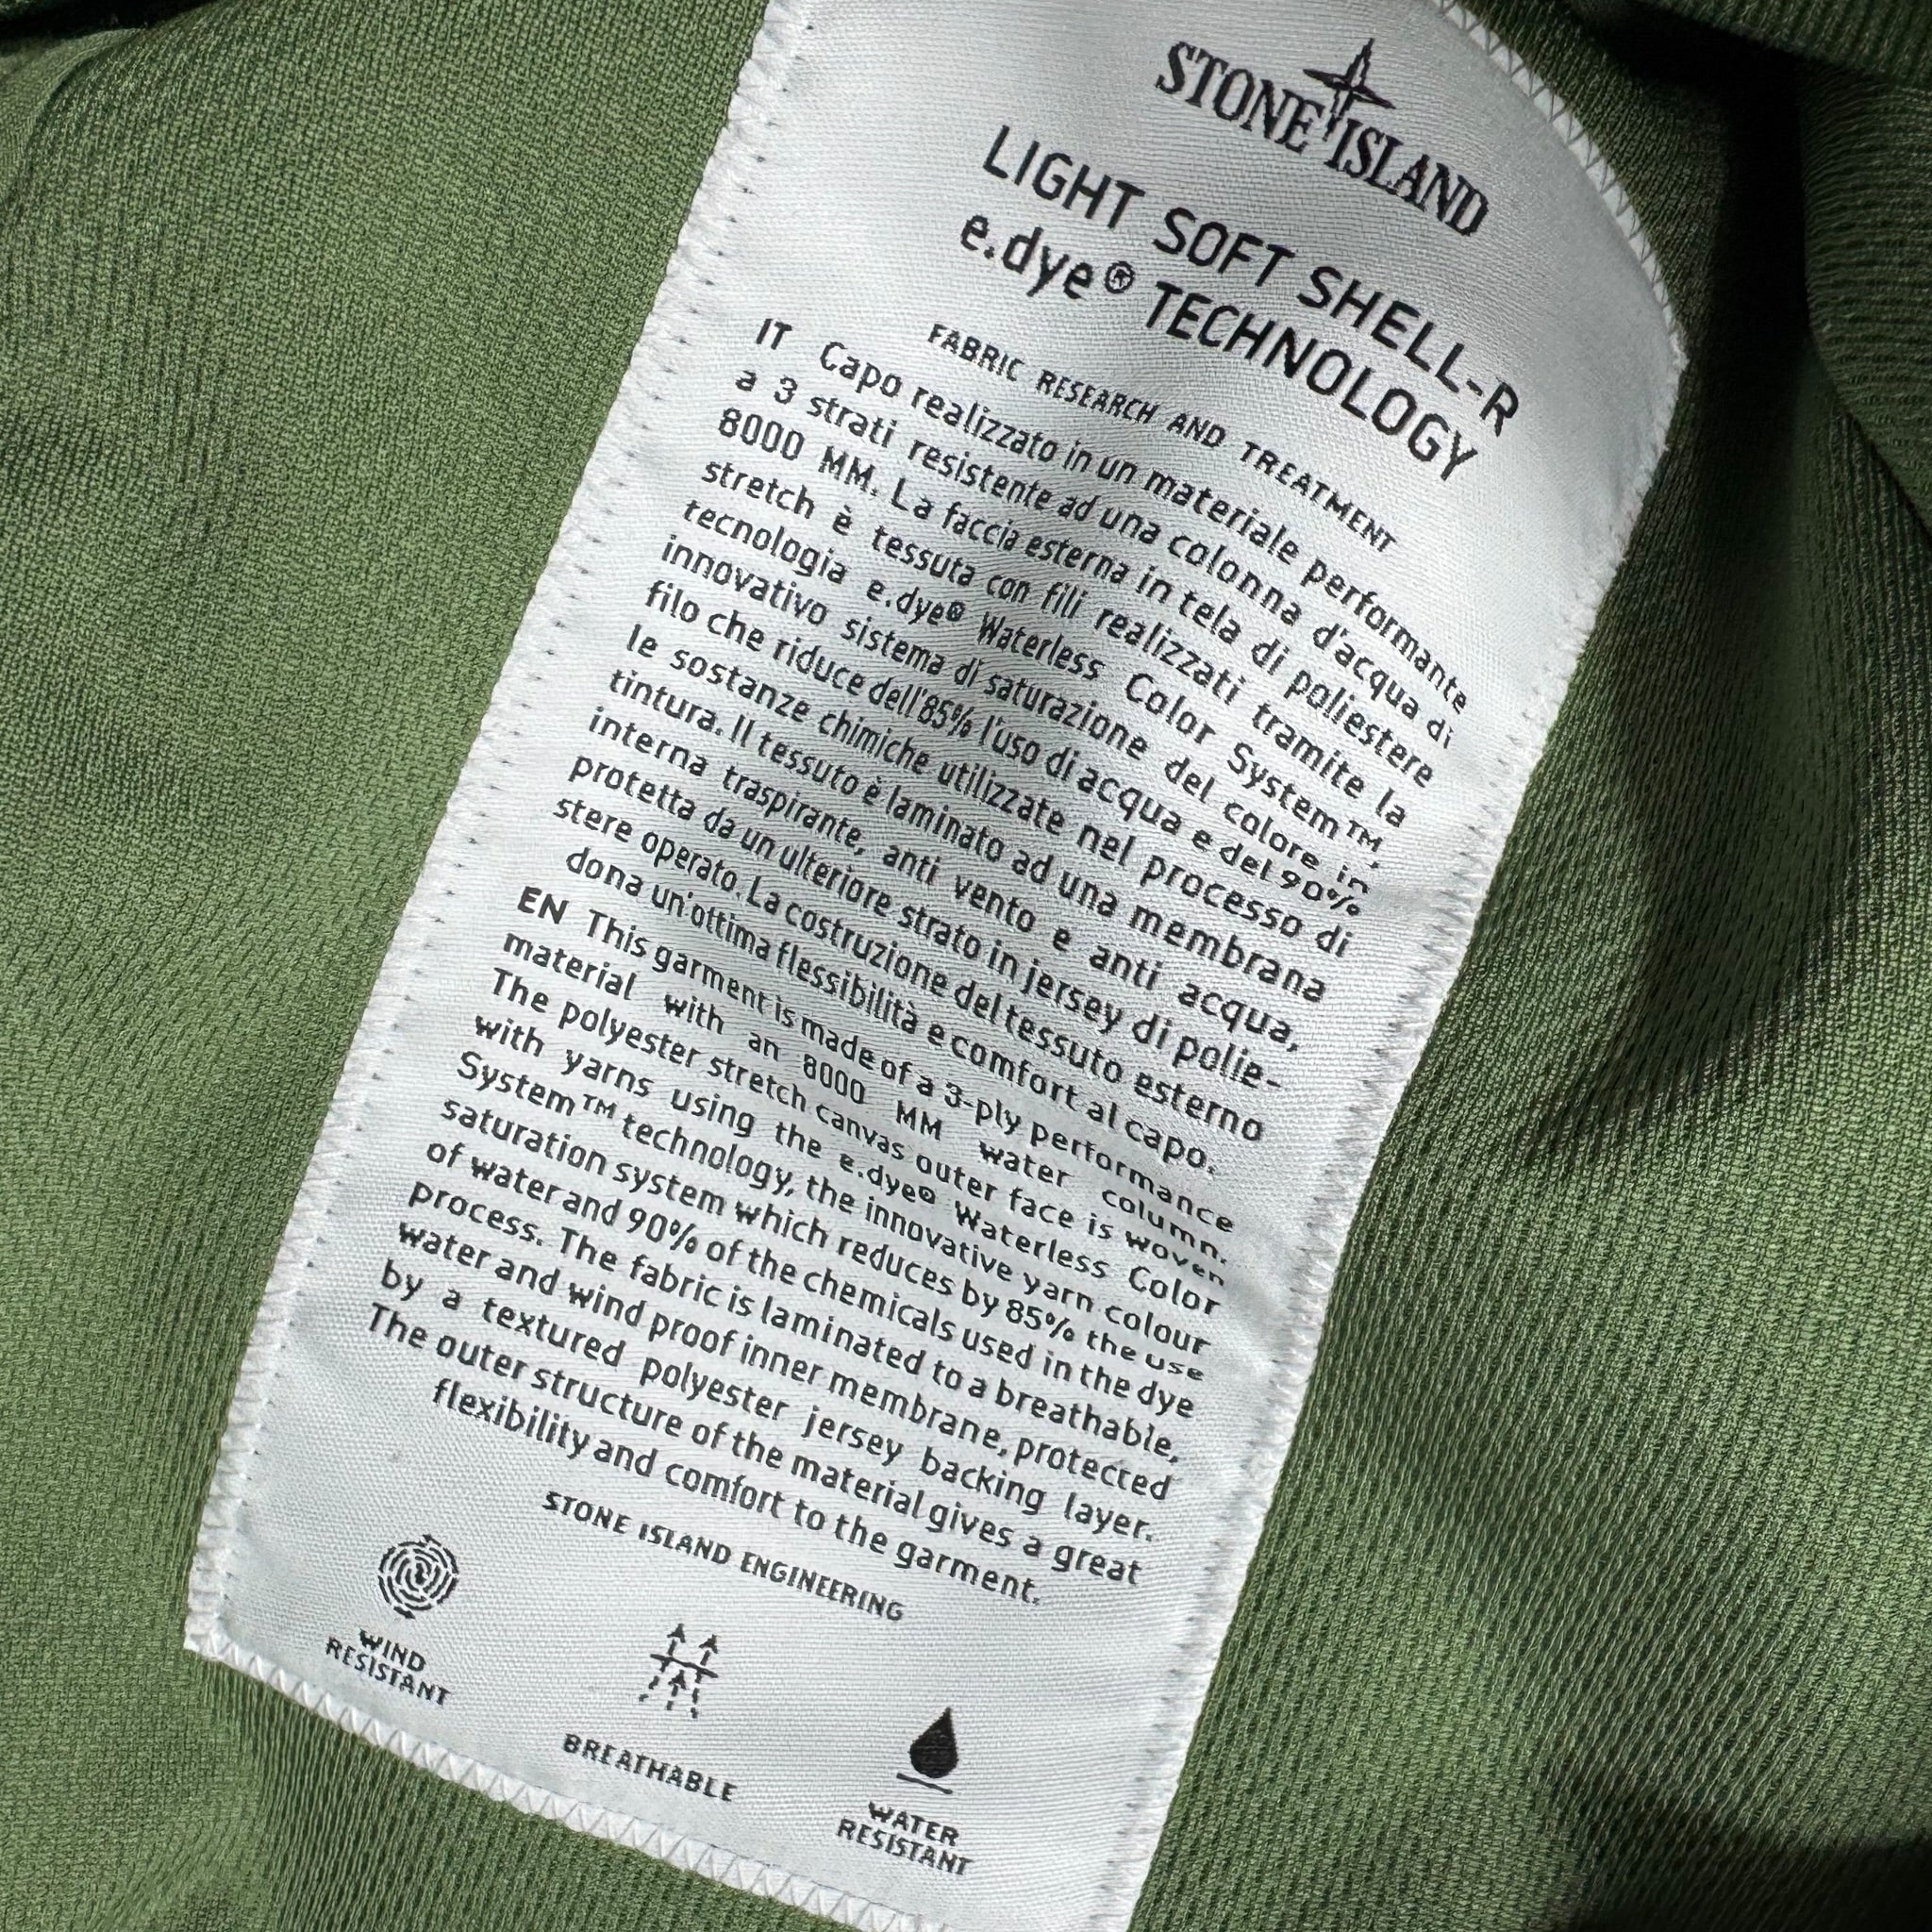 STONE ISLAND
LIGHT SOFT SHELL-R
e.dye® TECHNOLOGY
FABRIC RESEARCH AND TREATMENT
IT Capo realizzato in un materiale performante
a 3 strati resistente ad una colonna d'acqua di
8000 MM. La faccia esterna in tela di poliestere
stretch è tessuta con fili realizzati tramite la
tecnologia e.dye® Waterless Color System™,
innovativo sistema di saturazione del colore in
filo che riduce dell'85% l'uso di acqua e del 90%
le sostanze chimiche utilizzate nel processo di
tintura. Il tessuto è laminato ad una membrana
interna traspirante, anti vento e anti acqua,
protetta da un ulteriore strato in jersey di polie-
stere operato. La costruzione del tessuto esterno
dona un'ottima flessibilità e comfort al capo.
EN This garment is made of a 3-ply performance
material with an 8000 MM water column.
The polyester stretch canvas outer face is woven
with yarns using the e.dye® Waterless Color
System™ technology, the innovative yarn colour
saturation system which reduces by 85% the use
of water and 90% of the chemicals used in the dye
process. The fabric is laminated to a breathable,
water and wind proof inner membrane, protected
by a textured polyester jersey backing layer.
The outer structure of the material gives a great
flexibility and comfort to the garment.
STONE ISLAND ENGINEERING
WIND
RESISTANT
BREATHABLE
WATER
RESISTANT